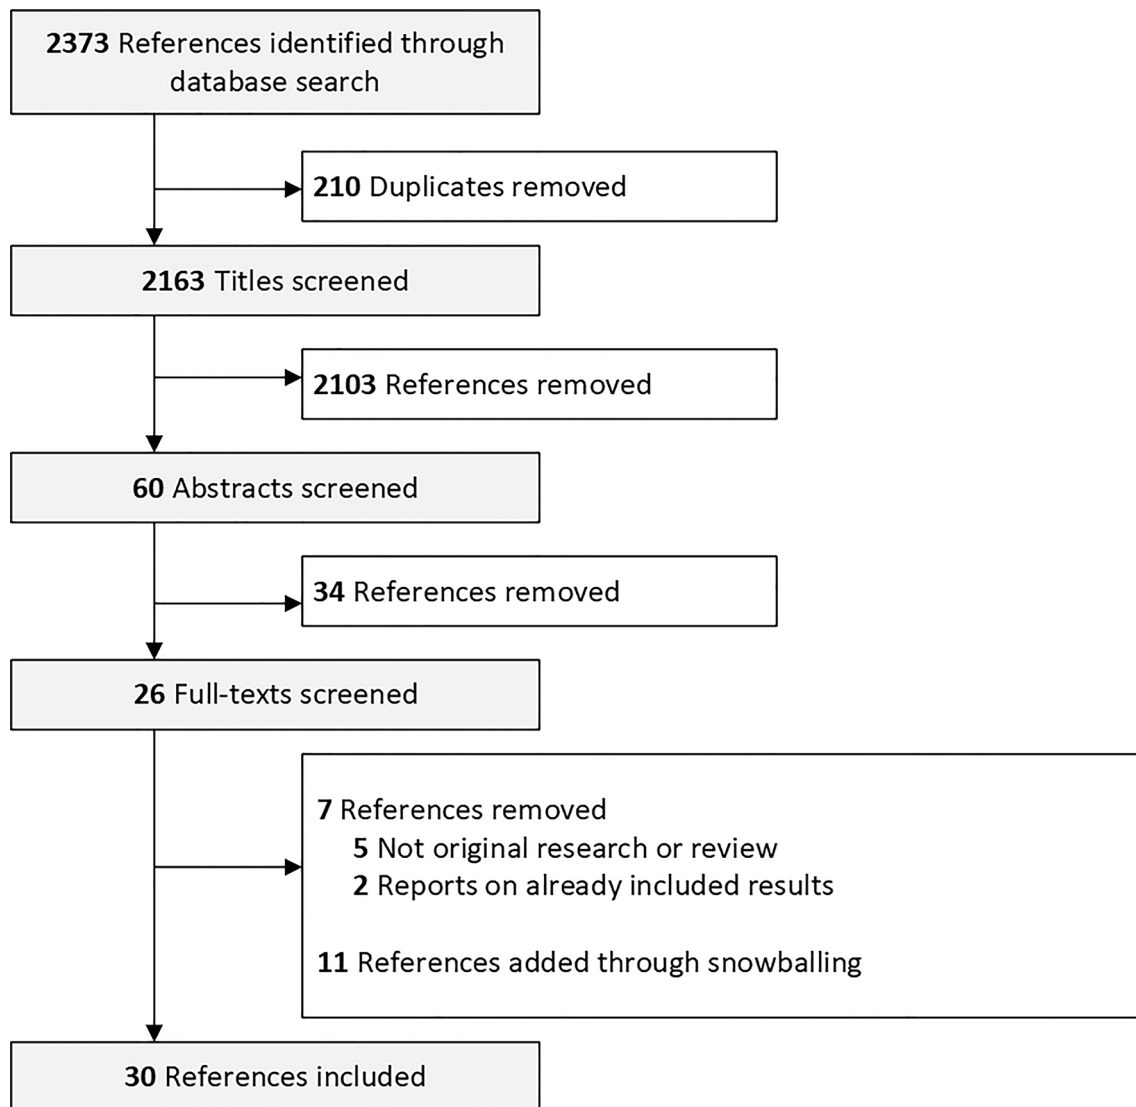 2373 References identified through
database search
210 Duplicates removed
2163 Titles screened
2103 References removed
60 Abstracts screened
34 References removed
26 Full-texts screened
7 References removed
5 Not original research or review
2 Reports on already included results
11 References added through snowballing
30 References included